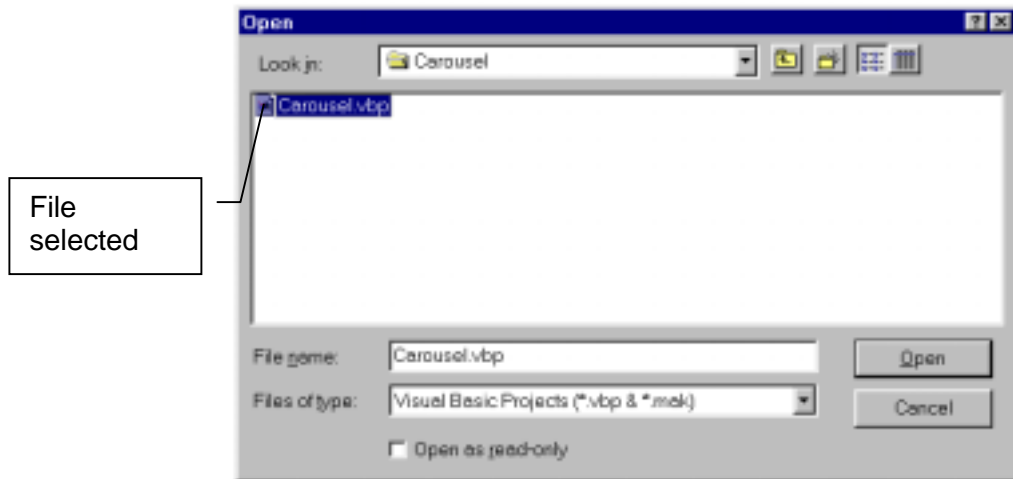 Open
Look in:
Carousel
Carousel.vbp
File
selected
File name:
Carousel.vbp
Open
Files of type:
Visual Basic Projects (*.vbp & *.mak)
Cancel
Open as read-only